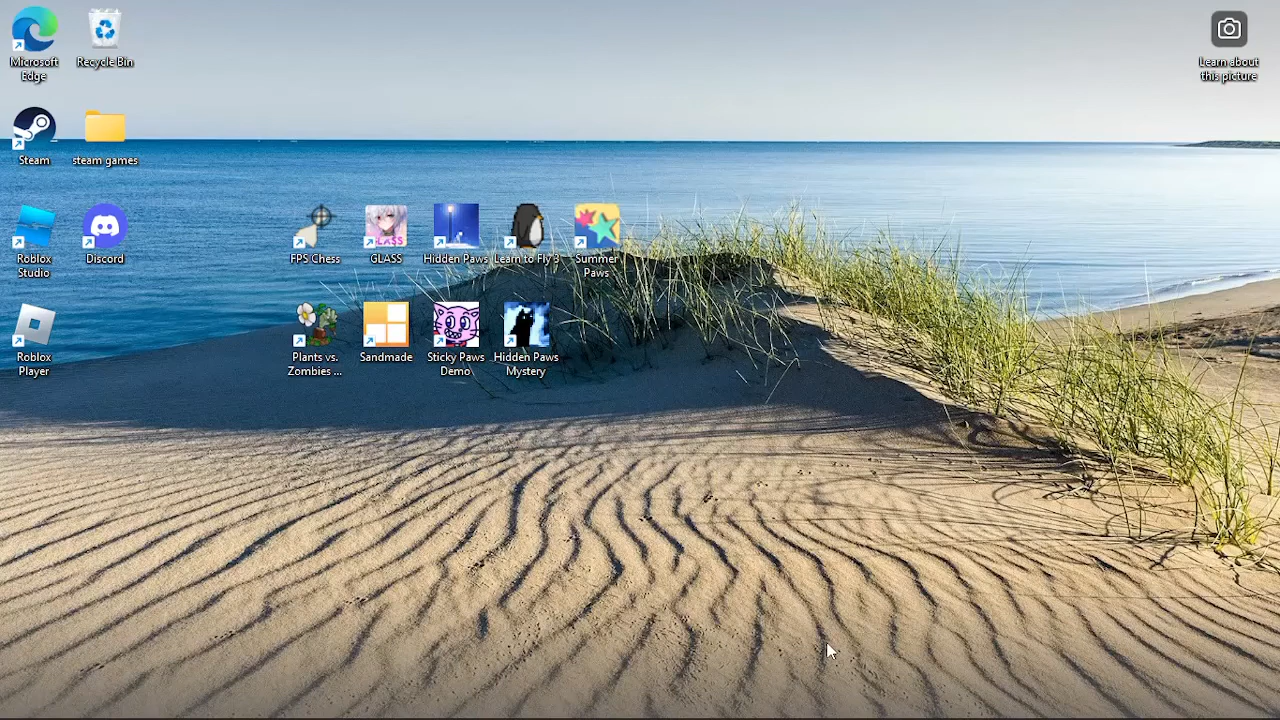 Microsoft
Edge
Recycle Bin
Learn about
this picture
Steam
steam games
Roblox
Studio
Discord
FPS Chess
GLASS
GLASS
Hidden Paws
Learn to Fly 3
Summer
Paws
Roblox
Player
Plants vs.
Zombies ...
Sandmade
Sticky Paws
Demo
Hidden Paws
Mystery